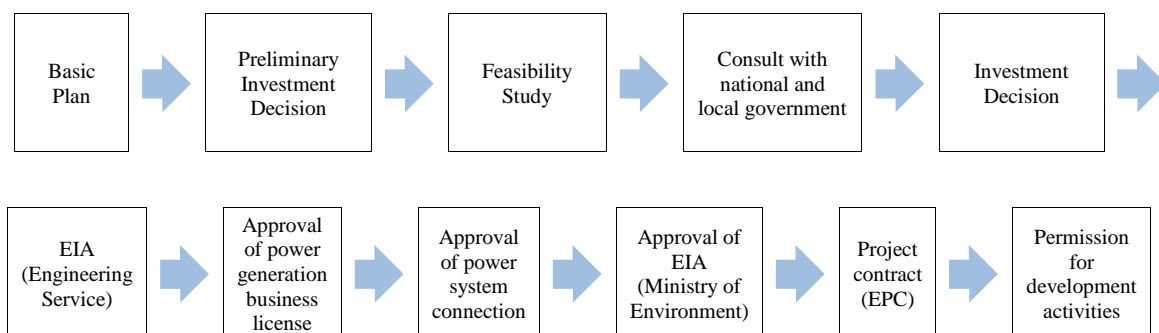 Basic
Plan
Preliminary
Investment
Decision
Feasibility
Study
Consult with
national and
local government
Investment
Decision
EIA
(Engineering
Service)
Approval
of power
generation
business
license
Approval
of power
system
connection
Approval of
EIA
(Ministry of
Environment)
Project
contract
(EPC)
Permission
for
development
activities